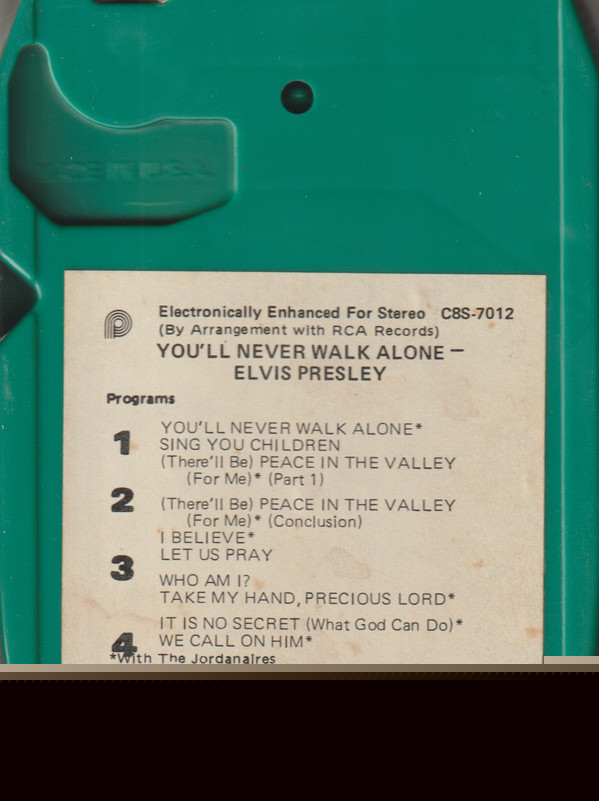 Electronically Enhanced For Stereo C8S-7012
(By Arrangement with RCA Records)
YOU'LL NEVER WALK ALONE —
ELVIS PRESLEY
Programs
1 YOU'LL NEVER WALK ALONE*
SING YOU CHILDREN
(There'll Be) PEACE IN THE VALLEY
(For Me)* (Part 1)
2 (There'll Be) PEACE IN THE VALLEY
(For Me)* (Conclusion)
I BELIEVE*
LET US PRAY
3 WHO AM I?
TAKE MY HAND, PRECIOUS LORD*
4 IT IS NO SECRET (What God Can Do)*
WE CALL ON HIM*
*With The Jordanaires